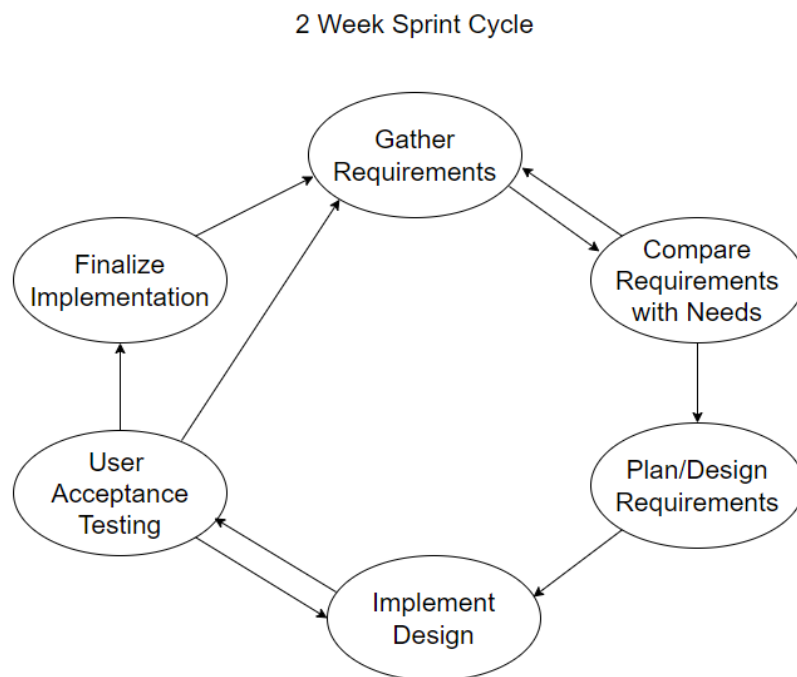 2 Week Sprint Cycle
Gather
Requirements
Compare
Requirements
with Needs
Plan/Design
Requirements
Implement
Design
User
Acceptance
Testing
Finalize
Implementation